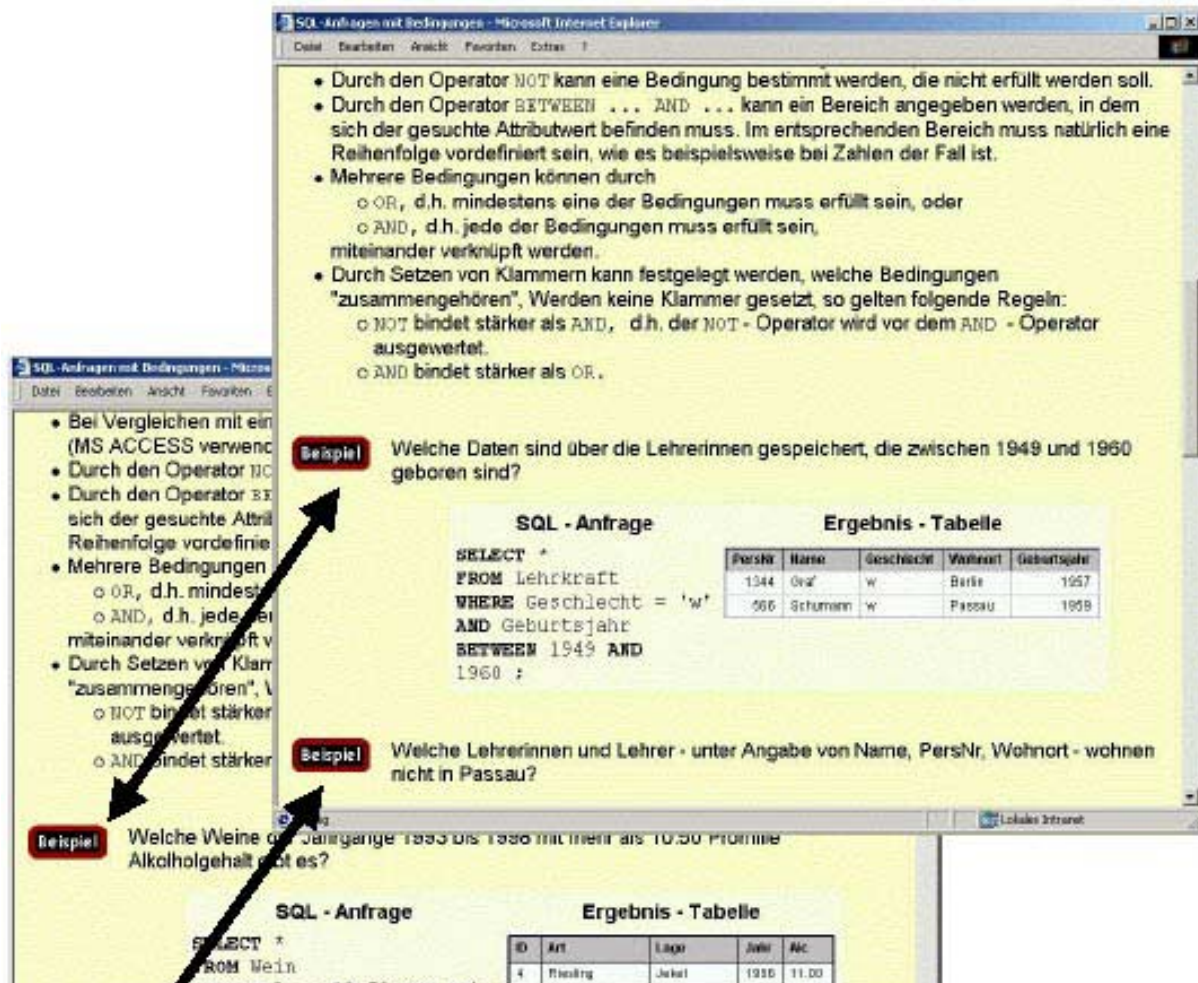 SQL-Anfragen mit Bedingungen - Microsoft Internet Explorer
Datei Bearbeiten Ansicht Favoriten Extras ?
• Durch den Operator NOT kann eine Bedingung bestimmt werden, die nicht erfüllt werden soll.
• Durch den Operator BETWEEN ... AND ... kann ein Bereich angegeben werden, in dem
sich der gesuchte Attributwert befinden muss. Im entsprechenden Bereich muss natürlich eine
Reihenfolge vordefiniert sein, wie es beispielsweise bei Zahlen der Fall ist.
• Mehrere Bedingungen können durch
o OR, d.h. mindestens eine der Bedingungen muss erfüllt sein, oder
o AND, d.h. jede der Bedingungen muss erfüllt sein,
miteinander verknüpft werden.
• Durch Setzen von Klammern kann festgelegt werden, welche Bedingungen
"zusammengehören", Werden keine Klammer gesetzt, so gelten folgende Regeln:
o NOT bindet stärker als AND, d.h. der NOT - Operator wird vor dem AND - Operator
ausgewertet.
o AND bindet stärker als OR.
Beispiel Welche Daten sind über die Lehrerinnen gespeichert, die zwischen 1949 und 1960
geboren sind?
SQL - Anfrage Ergebnis - Tabelle
SELECT *
FROM Lehrkraft
WHERE Geschlecht = 'w'
AND Geburtsjahr
BETWEEN 1949 AND
1960 ;
PersNr Name Geschlecht Wohnort Geburtsjahr
1344 Graf w Berlin 1957
566 Schumann w Passau 1959
Beispiel Welche Lehrerinnen und Lehrer - unter Angabe von Name, PersNr, Wohnort - wohnen
nicht in Passau?
Lokales Intranet
SQL-Anfragen mit Bedingungen - Micros
Datei Bearbeiten Ansicht Favoriten E
• Bei Vergleichen mit ein
(MS ACCESS verwend
• Durch den Operator NO
• Durch den Operator BE
sich der gesuchte Attrib
Reihenfolge vordefinie
• Mehrere Bedingungen
o OR, d.h. mindest
o AND, d.h. jede
miteinander verknüpft v
• Durch Setzen von Klam
"zusammengehören", W
o NOT bindet stärker
ausgewertet.
o AND bindet stärker
Beispiel Welche Weine der Jahrgänge 1993 bis 1998 mit mehr als 10.50 Promille
Alkoholgehalt gibt es?
SQL - Anfrage Ergebnis - Tabelle
SELECT *
FROM Wein
ID Art Lage Jahr Alc
4 Riesling Jekel 11.00